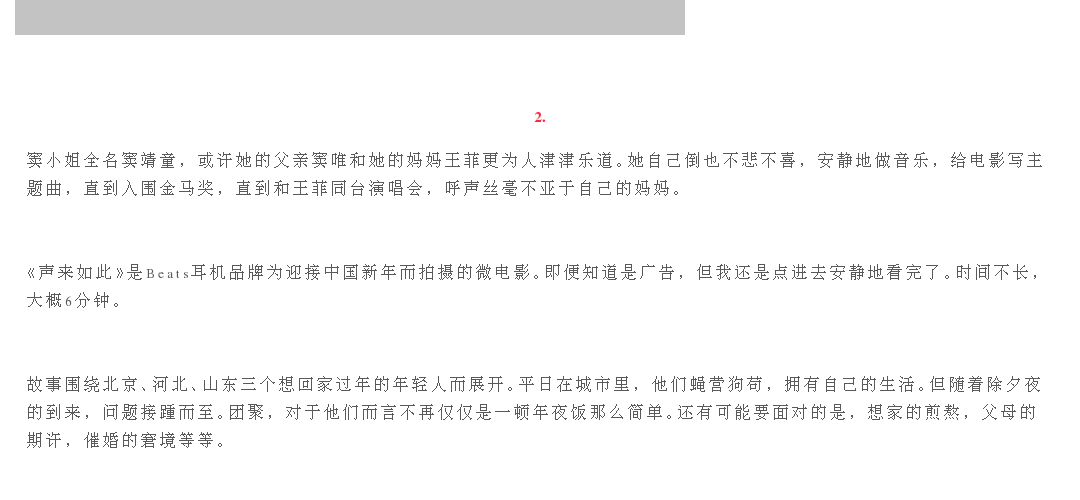 2.
窦小姐全名窦靖童，或许她的父亲窦唯和她的妈妈王菲更为人津津乐道。她自己倒也不悲不喜，安静地做音乐，给电影写主
题曲，直到入围金马奖，直到和王菲同台演唱会，呼声丝毫不亚于自己的妈妈。
《声来如此》是Beats耳机品牌为迎接中国新年而拍摄的微电影。即便知道是广告，但我还是点进去安静地看完了。时间不长，
大概6分钟。
故事围绕北京、河北、山东三个想回家过年的年轻人而展开。平日在城市里，他们蝇营狗苟，拥有自己的生活。但随着除夕夜
的到来，问题接踵而至。团聚，对于他们而言不再仅仅是一顿年夜饭那么简单。还有可能要面对的是，想家的煎熬，父母的
期许，催婚的窘境等等。